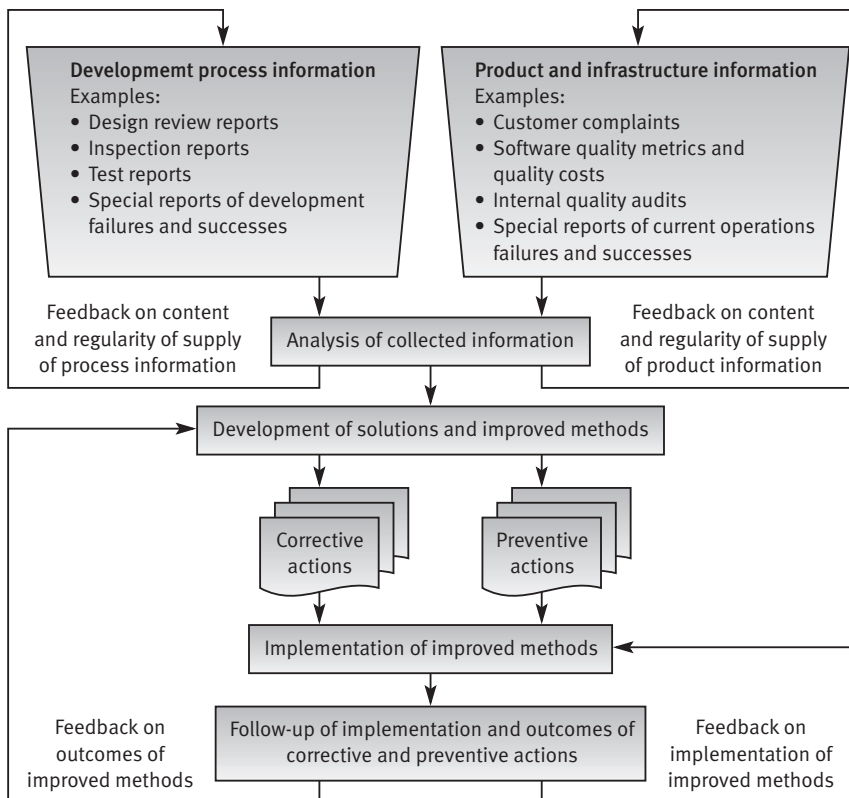 Developmemt process information
Examples:
• Design review reports
• Inspection reports
• Test reports
• Special reports of development
failures and successes
Product and infrastructure information
Examples:
• Customer complaints
• Software quality metrics and
quality costs
• Internal quality audits
• Special reports of current operations
failures and successes
Feedback on content
and regularity of supply
of process information
Analysis of collected information
Feedback on content
and regularity of supply
of product information
Development of solutions and improved methods
Corrective
actions
Preventive
actions
Implementation of improved methods
Feedback on
outcomes of
improved methods
Follow-up of implementation and outcomes of
corrective and preventive actions
Feedback on
implementation of
improved methods